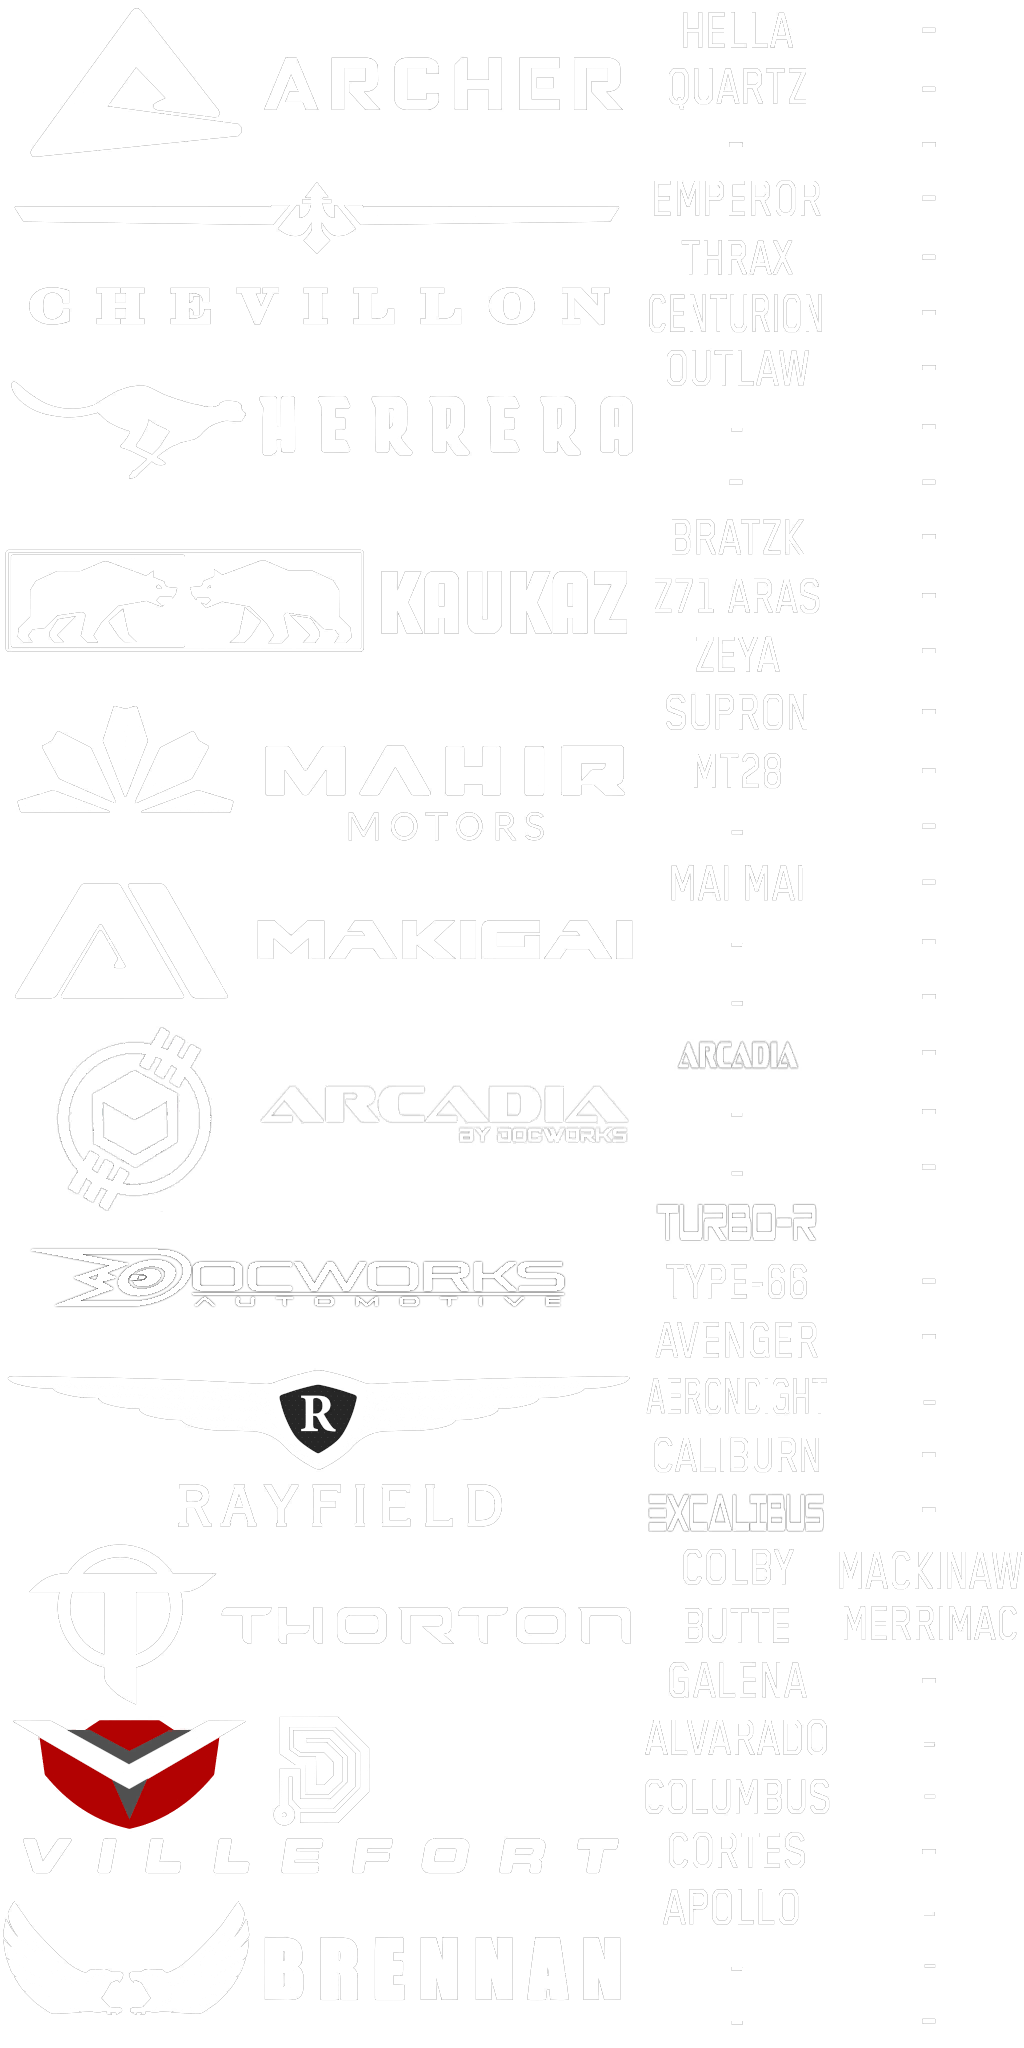 ARCHER
HELLA -
QUARTZ -
- -
CHEVILLON
EMPEROR -
THRAX -
CENTURION -
HERRERA
OUTLAW -
- -
- -
KAUKAZ
BRATZK -
Z71 ARAS -
ZEYA -
MAHIR
MOTORS
SUPRON -
MT28 -
- -
MAKIGAI
MAI MAI -
- -
- -
ARCADIA
BY DOCWORKS
ARCADIA -
- -
- -
DOCWORKS
AUTOMOTIVE
TURBO-R
TYPE-66 -
AVENGER -
R
RAYFIELD
AERONDIGHT -
CALIBURN -
EXCALIBUS -
THORTON
COLBY MACKINAW
BUTTE MERRIMAC
GALENA -
VILLEFORT
ALVARADO -
COLUMBUS -
CORTES -
BRENNAN
APOLLO -
- -
- -